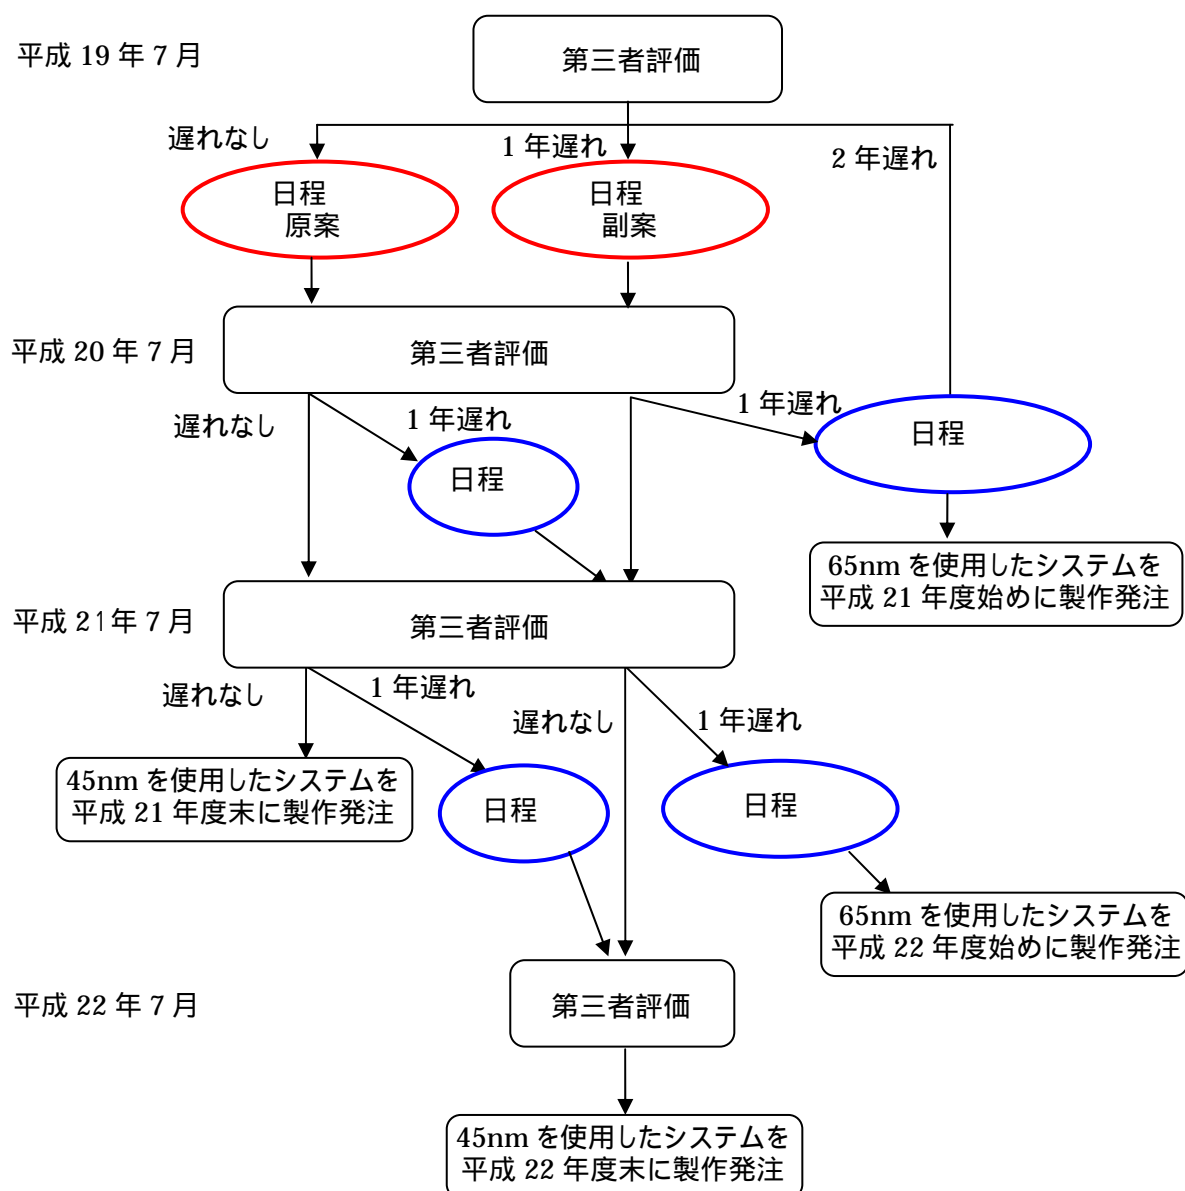 平成 19 年 7 月
第三者評価
遅れなし
1 年遅れ
2 年遅れ
日程
原案
日程
副案
平成 20 年 7 月
第三者評価
遅れなし
1 年遅れ
1 年遅れ
日程
日程
65nm を使用したシステムを
平成 21 年度始めに製作発注
平成 21年 7 月
第三者評価
遅れなし
1 年遅れ
遅れなし
1 年遅れ
45nm を使用したシステムを
平成 21 年度末に製作発注
日程
日程
65nm を使用したシステムを
平成 22 年度始めに製作発注
平成 22 年 7 月
第三者評価
45nm を使用したシステムを
平成 22 年度末に製作発注